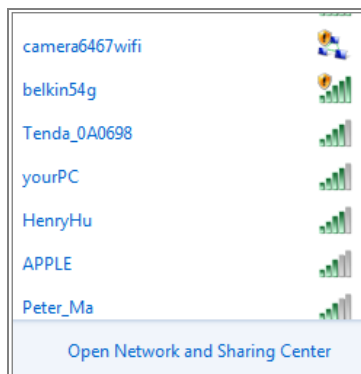 camera6467wifi
belkin54g
Tenda_0A0698
yourPC
HenryHu
APPLE
Peter_Ma
Open Network and Sharing Center